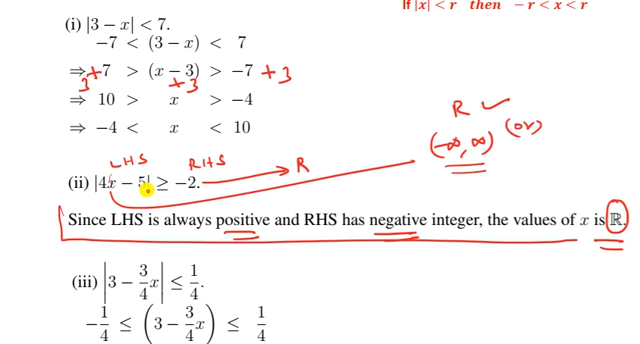 If |x| < r then −r < x < r
(i) |3 − x| < 7.
−7 < (3 − x) < 7
⇒ +7 > (x − 3) > −7 +3
3 +3
⇒ 10 > x > −4
R ✓
⇒ −4 < x < 10
(−∞, ∞) (or)
LHS RHS R
(ii) |4x − 5| ≥ −2.
Since LHS is always positive and RHS has negative integer, the values of x is ℝ.
(iii) |3 − 3/4 x| ≤ 1/4.
−1/4 ≤ (3 − 3/4 x) ≤ 1/4